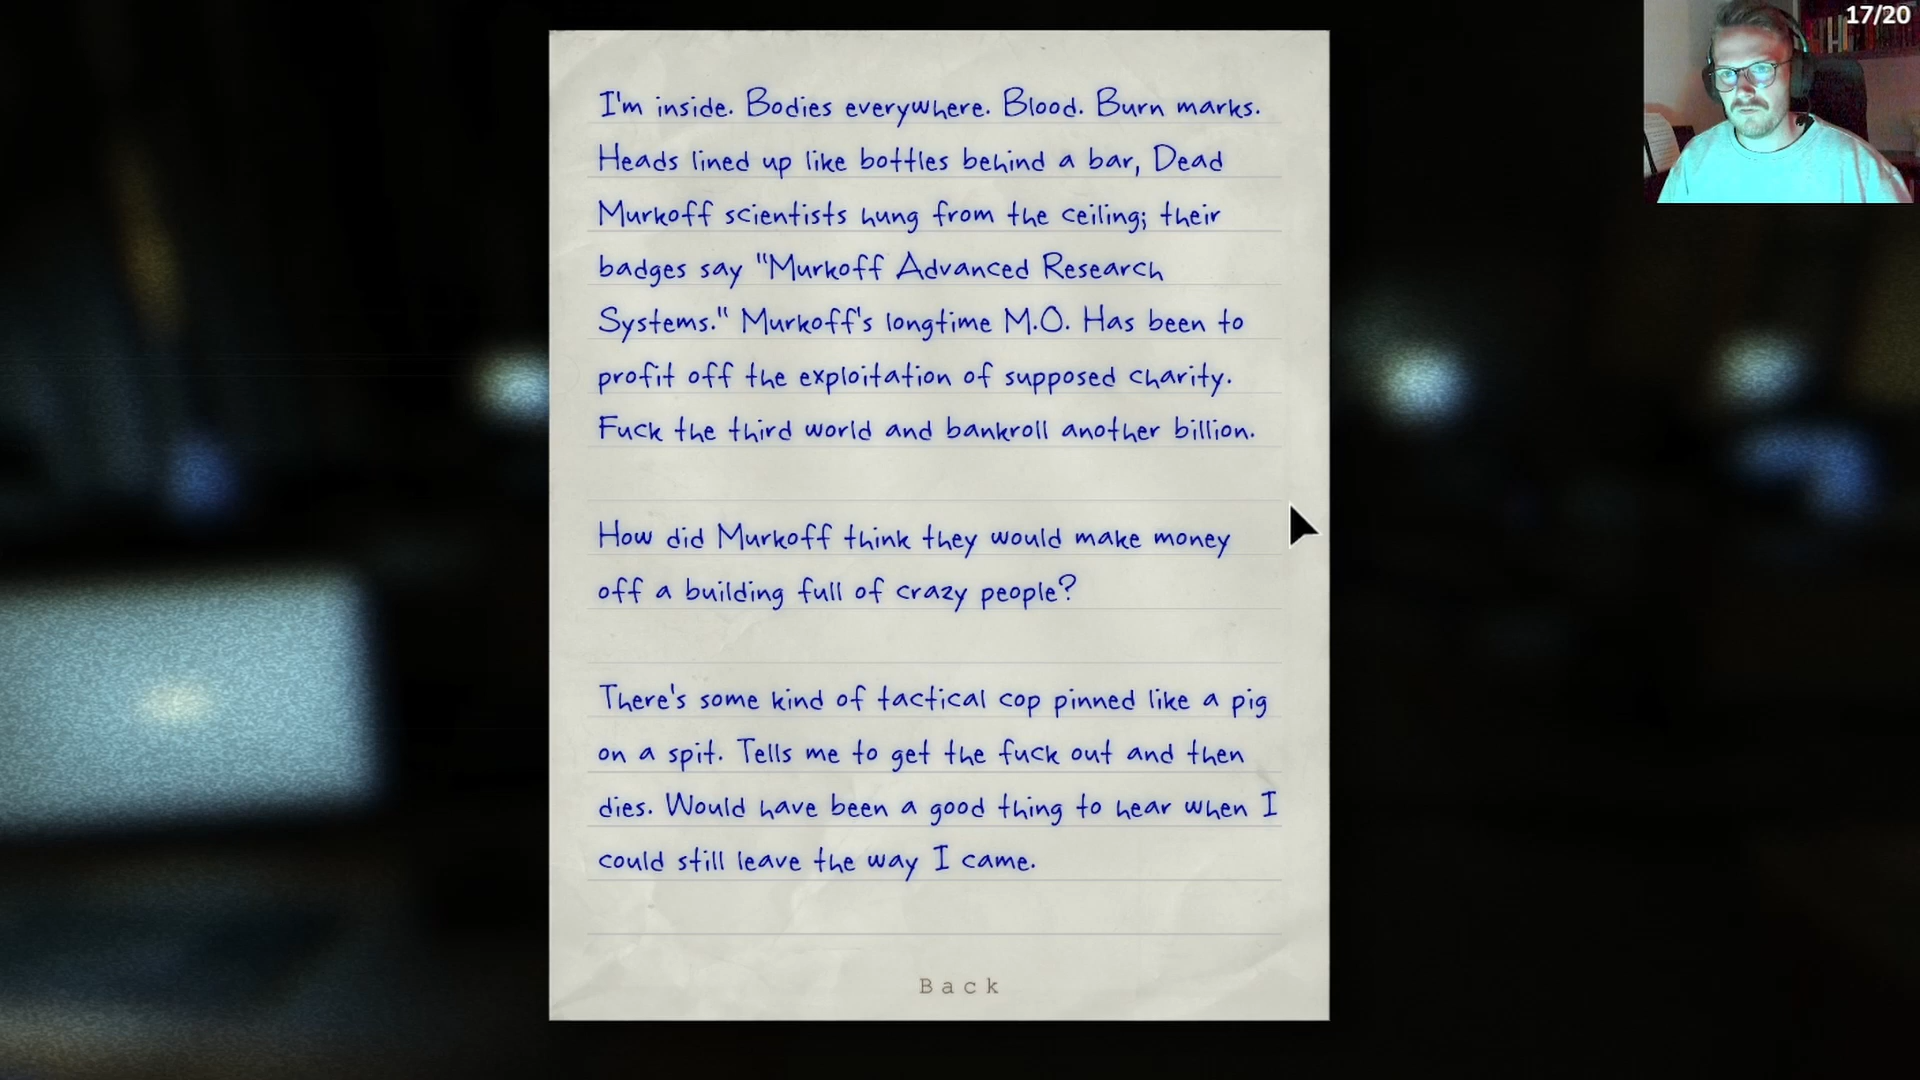 17/20
I'm inside. Bodies everywhere. Blood. Burn marks.
Heads lined up like bottles behind a bar, Dead
Murkoff scientists hung from the ceiling; their
badges say "Murkoff Advanced Research
Systems." Murkoff's longtime M.O. Has been to
profit off the exploitation of supposed charity.
Fuck the third world and bankroll another billion.
How did Murkoff think they would make money
off a building full of crazy people?
There's some kind of tactical cop pinned like a pig
on a spit. Tells me to get the fuck out and then
dies. Would have been a good thing to hear when I
could still leave the way I came.
Back